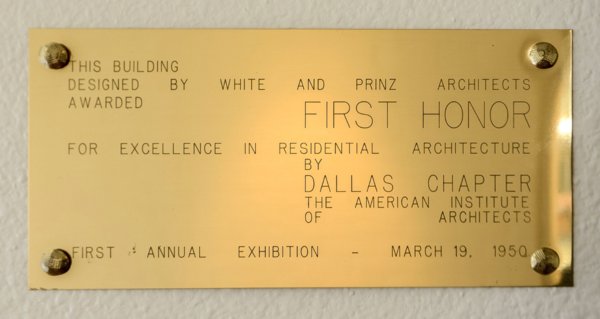 THIS BUILDING
DESIGNED BY WHITE AND PRINZ ARCHITECTS
AWARDED FIRST HONOR
FOR EXCELLENCE IN RESIDENTIAL ARCHITECTURE
BY
DALLAS CHAPTER
THE AMERICAN INSTITUTE
OF ARCHITECTS
FIRST ANNUAL EXHIBITION - MARCH 19, 1950